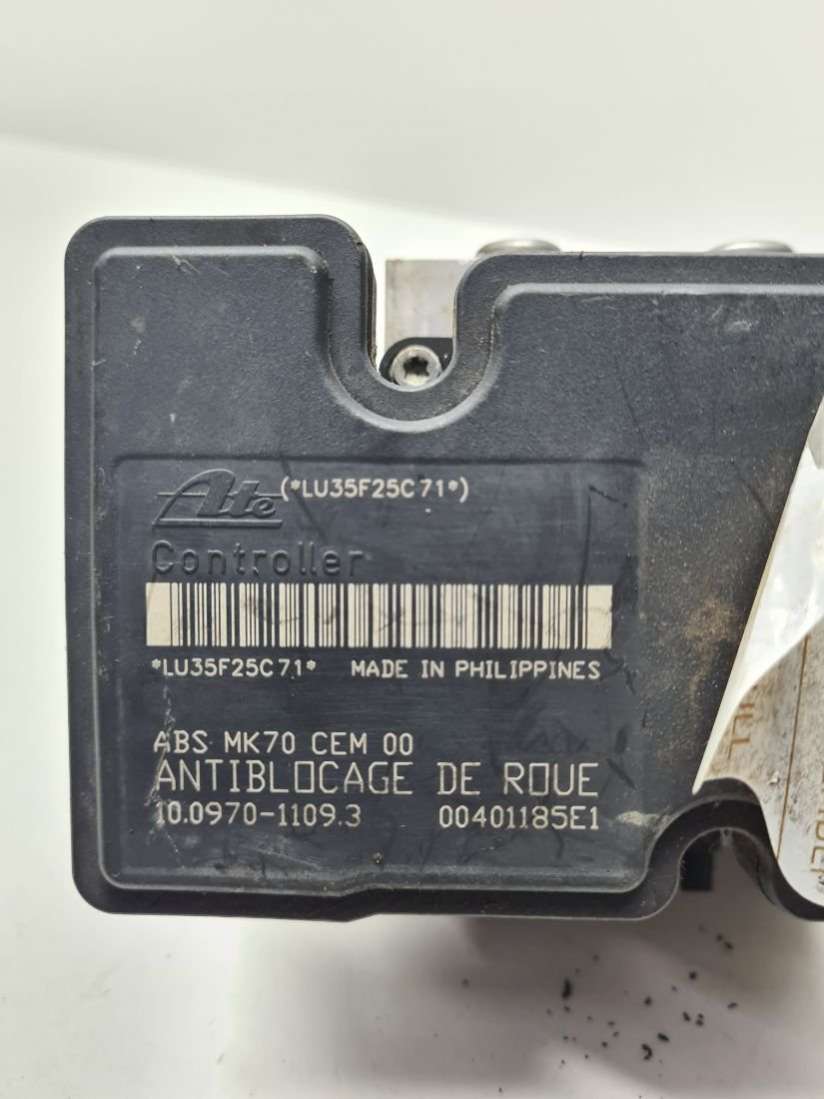 Ate (*LU35F25C71*)
Controller
*LU35F25C71* MADE IN PHILIPPINES
ABS MK70 CEM 00
ANTIBLOCAGE DE ROUE
10.0970-1109.3 00401185E1